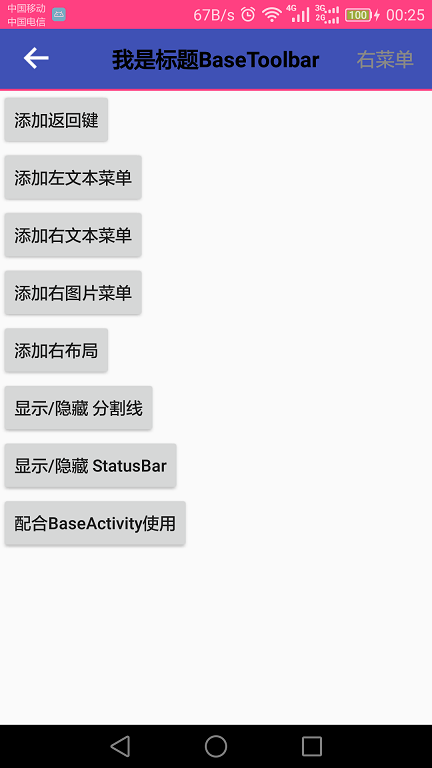 中国移动
中国电信
67B/s 4G 3G 2G 100 00:25
我是标题BaseToolbar 右菜单
添加返回键
添加左文本菜单
添加右文本菜单
添加右图片菜单
添加右布局
显示/隐藏 分割线
显示/隐藏 StatusBar
配合BaseActivity使用